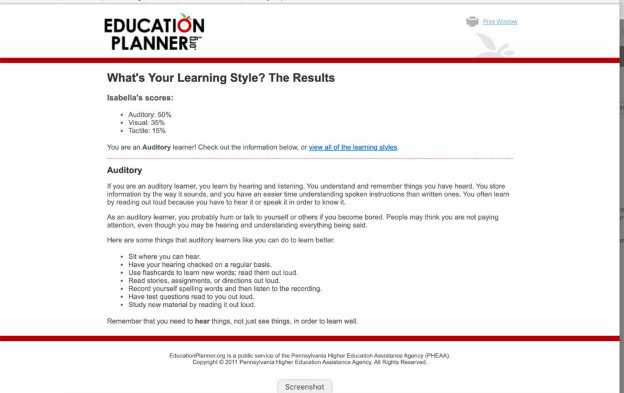 EDUCATION
PLANNER.org
Print Window
What's Your Learning Style? The Results
Isabella's scores:
• Auditory: 50%
• Visual: 35%
• Tactile: 15%
You are an Auditory learner! Check out the information below, or view all of the learning styles.
Auditory
If you are an auditory learner, you learn by hearing and listening. You understand and remember things you have heard. You store
information by the way it sounds, and you have an easier time understanding spoken instructions than written ones. You often learn
by reading out loud because you have to hear it or speak it in order to know it.
As an auditory learner, you probably hum or talk to yourself or others if you become bored. People may think you are not paying
attention, even though you may be hearing and understanding everything being said.
Here are some things that auditory learners like you can do to learn better.
• Sit where you can hear.
• Have your hearing checked on a regular basis.
• Use flashcards to learn new words; read them out loud.
• Read stories, assignments, or directions out loud.
• Record yourself spelling words and then listen to the recording.
• Have test questions read to you out loud.
• Study new material by reading it out loud.
Remember that you need to hear things, not just see things, in order to learn well.
EducationPlanner.org is a public service of the Pennsylvania Higher Education Assistance Agency (PHEAA).
Copyright © 2011 Pennsylvania Higher Education Assistance Agency. All Rights Reserved.
Screenshot